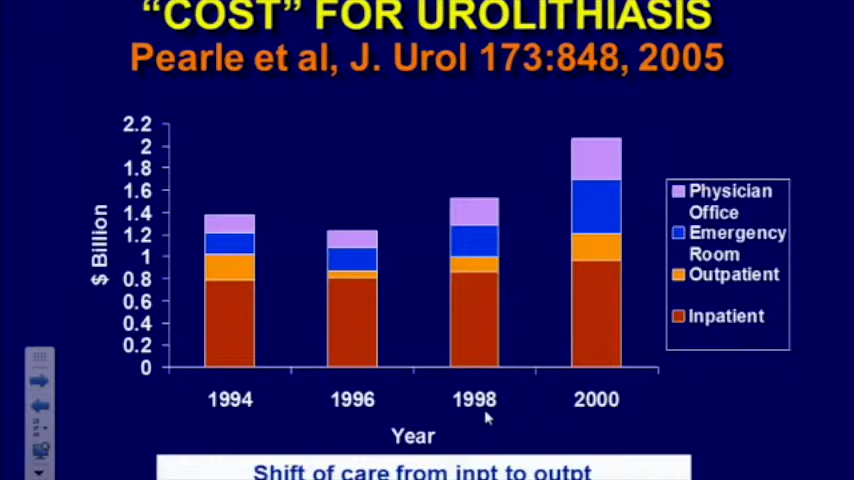 “COST” FOR UROLITHIASIS
Pearle et al, J. Urol 173:848, 2005
2.2
2
1.8
1.6
1.4
1.2
1
0.8
0.6
0.4
0.2
0
$ Billion
1994
1996
1998
2000
Year
Physician
Office
Emergency
Room
Outpatient
Inpatient
Shift of care from inpt to outpt